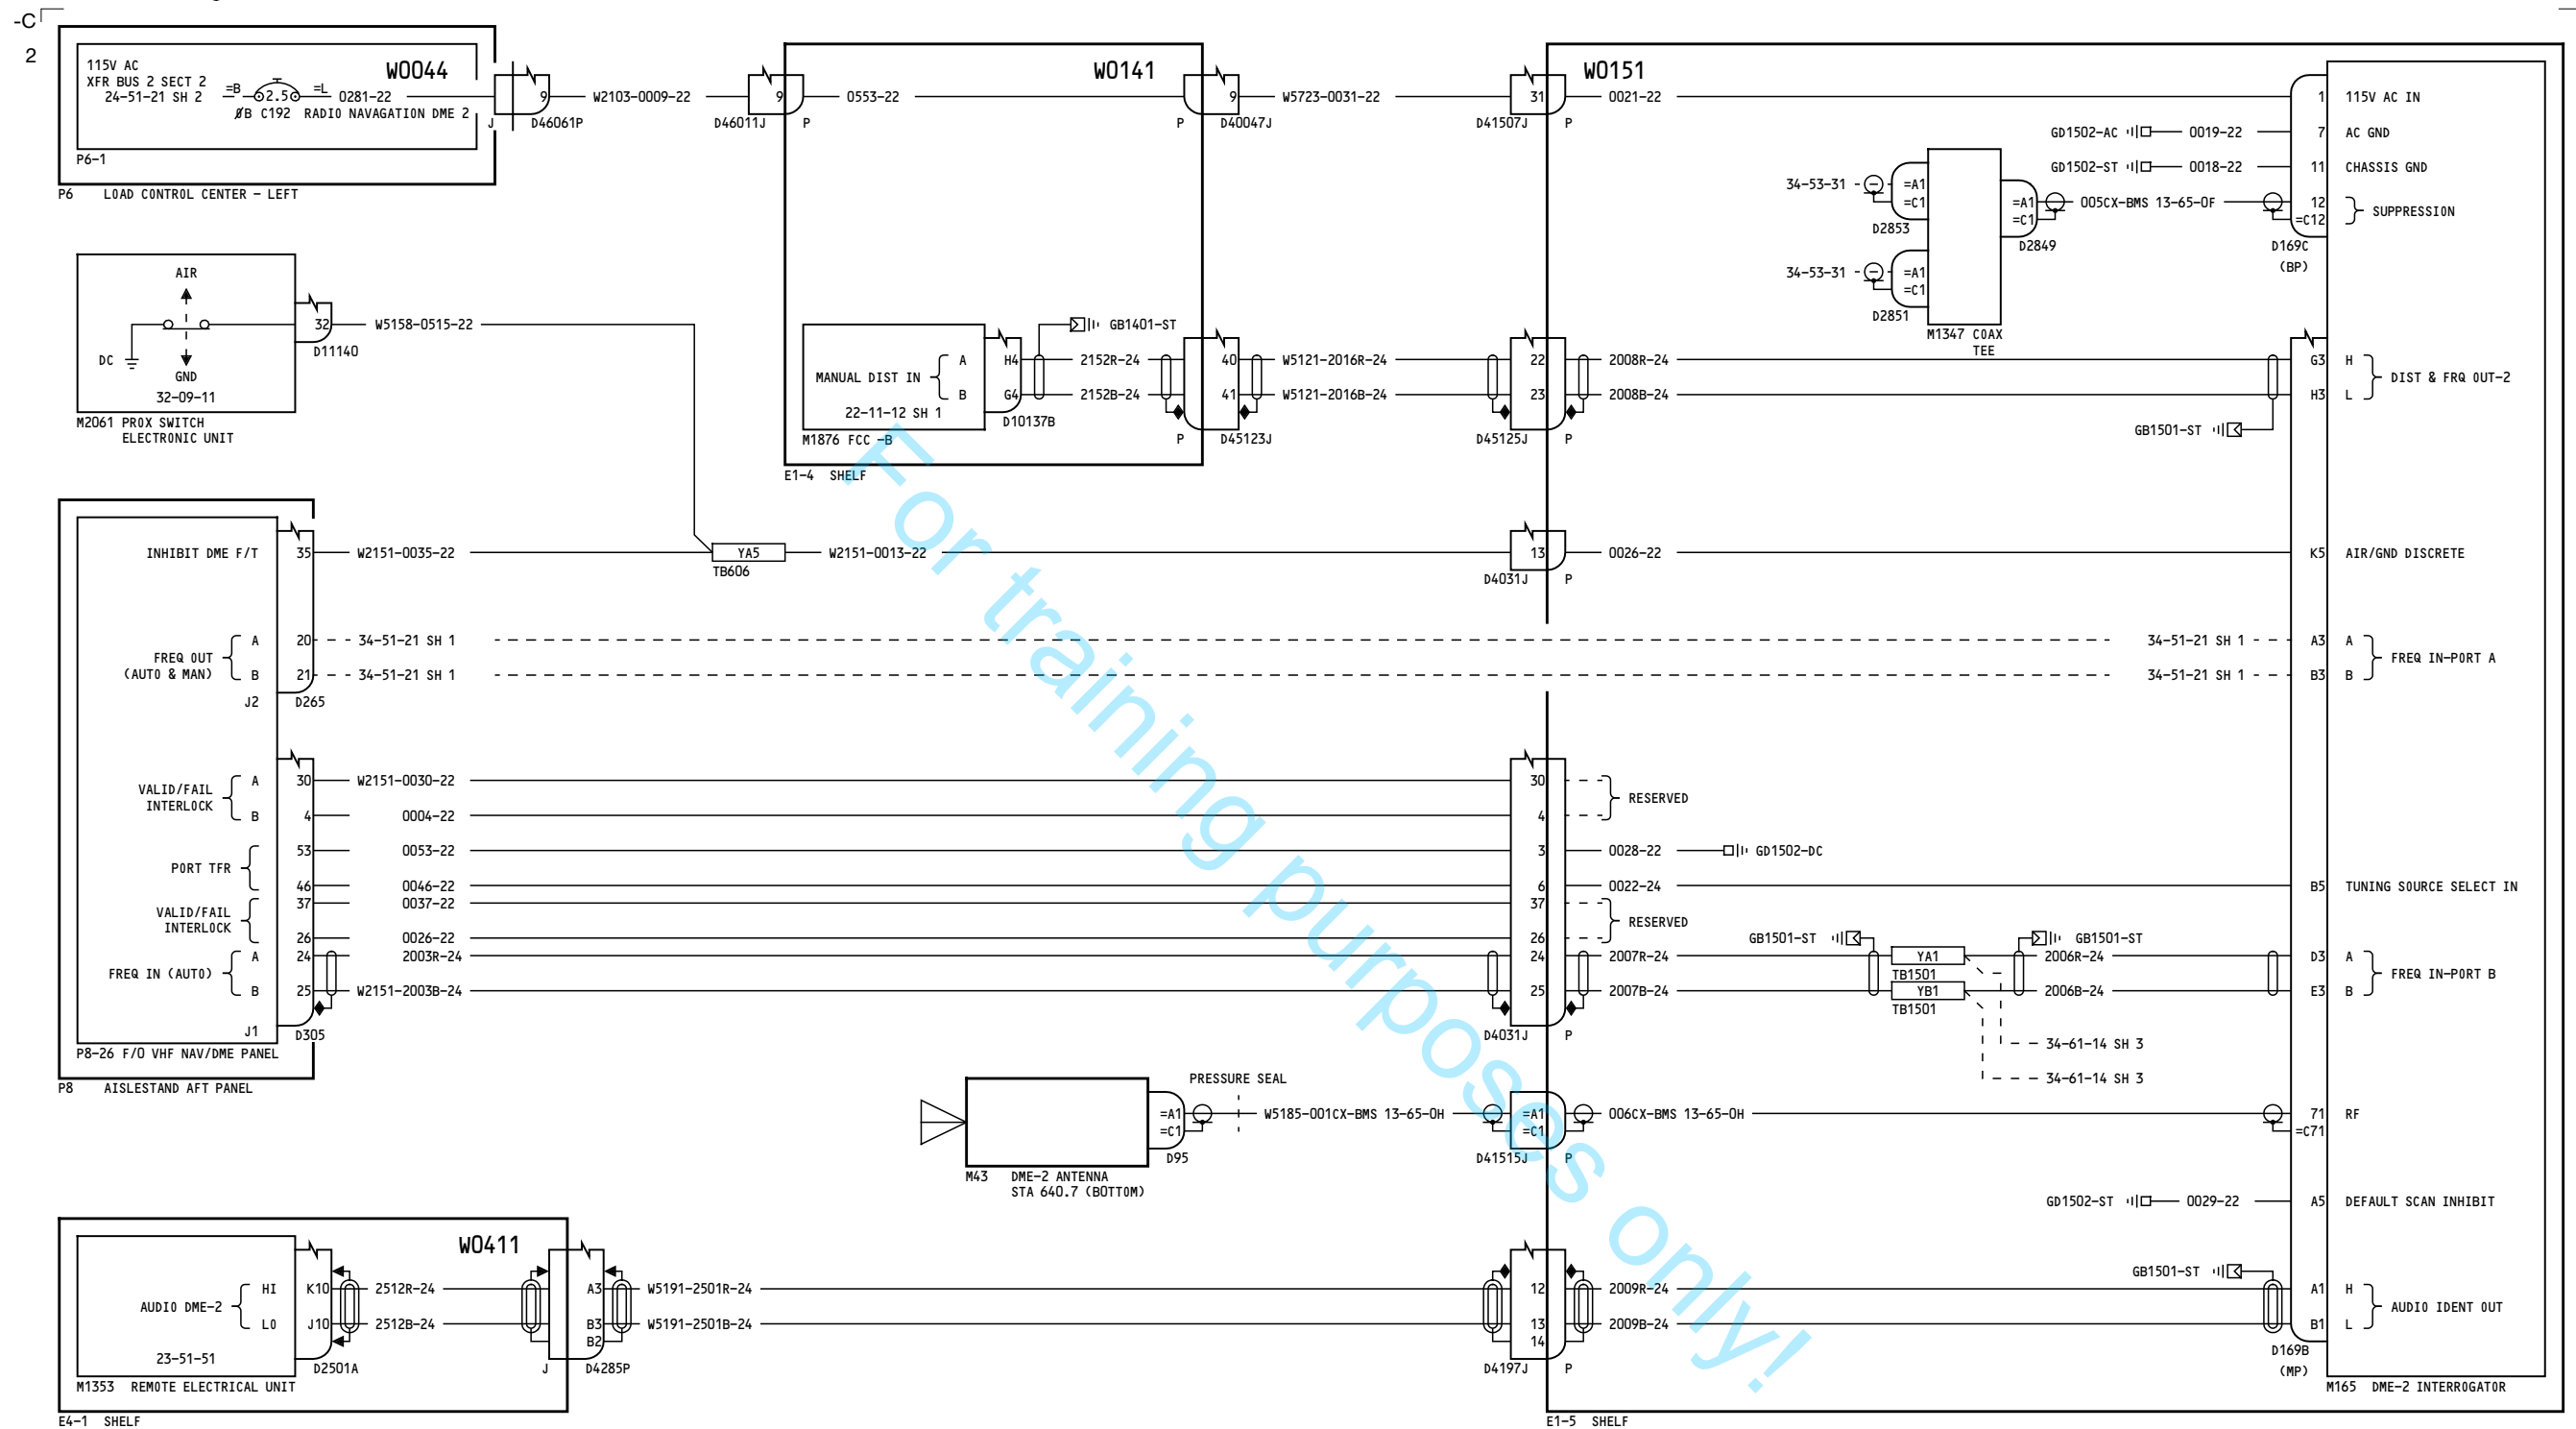 -C
2
115V AC
XFR BUS 2 SECT 2
24-51-21 SH 2
=B
2.5
=L
0281-22
ØB C192 RADIO NAVAGATION DME 2
W0044
P6-1
P6 LOAD CONTROL CENTER - LEFT
J
9
D46061P
W2103-0009-22
9
D46011J
P
0553-22
W0141
9
P
D40047J
W5723-0031-22
31
D41507J
P
W0151
0021-22
1
115V AC IN
GD1502-AC
0019-22
7
AC GND
GD1502-ST
0018-22
11
CHASSIS GND
34-53-31
=A1
=C1
D2853
34-53-31
=A1
=C1
D2851
M1347 COAX
TEE
=A1
=C1
D2849
005CX-BMS 13-65-0F
12
=C12
SUPPRESSION
D169C
(BP)
AIR
DC
GND
32-09-11
32
D11140
M2061 PROX SWITCH
ELECTRONIC UNIT
W5158-0515-22
MANUAL DIST IN
A
B
22-11-12 SH 1
M1876 FCC -B
H4
G4
D10137B
GB1401-ST
2152R-24
2152B-24
P
40
41
D45123J
E1-4 SHELF
W5121-2016R-24
W5121-2016B-24
22
23
D45125J
P
2008R-24
2008B-24
G3
H3
H
L
DIST & FRQ OUT-2
GB1501-ST
INHIBIT DME F/T
35
W2151-0035-22
YA5
TB606
W2151-0013-22
13
D4031J
P
0026-22
K5
AIR/GND DISCRETE
FREQ OUT
(AUTO & MAN)
A
B
20
21
34-51-21 SH 1
34-51-21 SH 1
J2
D265
34-51-21 SH 1
34-51-21 SH 1
A3
B3
A
B
FREQ IN-PORT A
VALID/FAIL
INTERLOCK
A
B
30
4
W2151-0030-22
0004-22
30
4
RESERVED
PORT TFR
53
46
0053-22
0046-22
3
6
0028-22
GD1502-DC
0022-24
B5
TUNING SOURCE SELECT IN
VALID/FAIL
INTERLOCK
37
26
0037-22
0026-22
37
26
RESERVED
FREQ IN (AUTO)
A
B
24
25
2003R-24
W2151-2003B-24
J1
D305
P8-26 F/O VHF NAV/DME PANEL
P8 AISLESTAND AFT PANEL
24
25
D4031J
P
2007R-24
2007B-24
GB1501-ST
YA1
TB1501
YB1
TB1501
GB1501-ST
2006R-24
2006B-24
34-61-14 SH 3
34-61-14 SH 3
D3
E3
A
B
FREQ IN-PORT B
M43 DME-2 ANTENNA
STA 640.7 (BOTTOM)
=A1
=C1
D95
PRESSURE SEAL
W5185-001CX-BMS 13-65-0H
=A1
=C1
D41515J
P
006CX-BMS 13-65-0H
71
=C71
RF
GD1502-ST
0029-22
A5
DEFAULT SCAN INHIBIT
W0411
AUDIO DME-2
HI
LO
23-51-51
M1353 REMOTE ELECTRICAL UNIT
E4-1 SHELF
K10
J10
D2501A
2512R-24
2512B-24
J
A3
B3
B2
D4285P
W5191-2501R-24
W5191-2501B-24
12
13
14
D4197J
P
2009R-24
2009B-24
GB1501-ST
A1
B1
H
L
AUDIO IDENT OUT
D169B
(MP)
M165 DME-2 INTERROGATOR
E1-5 SHELF
For training purposes only!